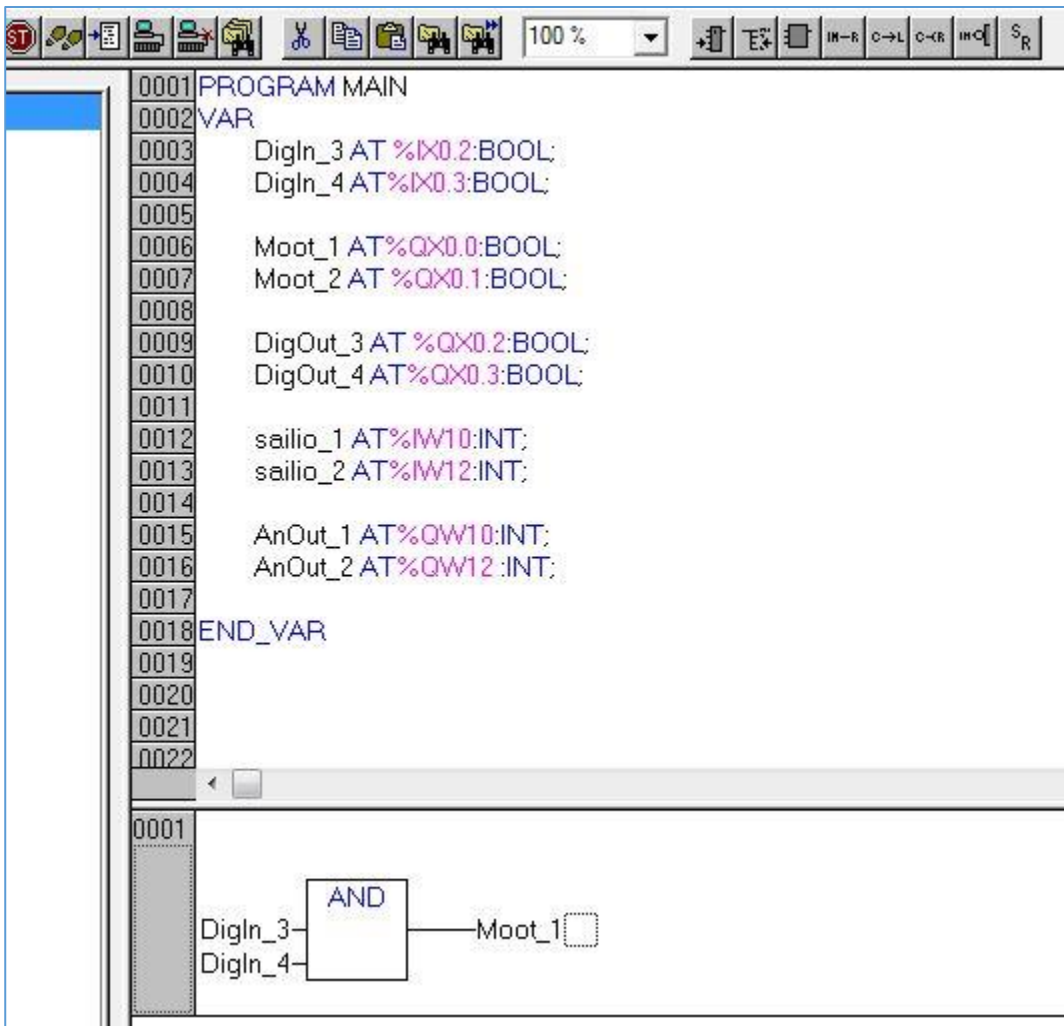 ST 100 % IN-R C→L C-(R IN-O[ S R
0001 PROGRAM MAIN
0002 VAR
0003 DigIn_3 AT %IX0.2:BOOL;
0004 DigIn_4 AT%IX0.3:BOOL;
0005
0006 Moot_1 AT%QX0.0:BOOL;
0007 Moot_2 AT %QX0.1:BOOL;
0008
0009 DigOut_3 AT %QX0.2:BOOL;
0010 DigOut_4 AT%QX0.3:BOOL;
0011
0012 sailio_1 AT%IW10:INT;
0013 sailio_2 AT%IW12:INT;
0014
0015 AnOut_1 AT%QW10:INT;
0016 AnOut_2 AT%QW12 :INT;
0017
0018 END_VAR
0019
0020
0021
0022
0001
AND
DigIn_3 Moot_1
DigIn_4